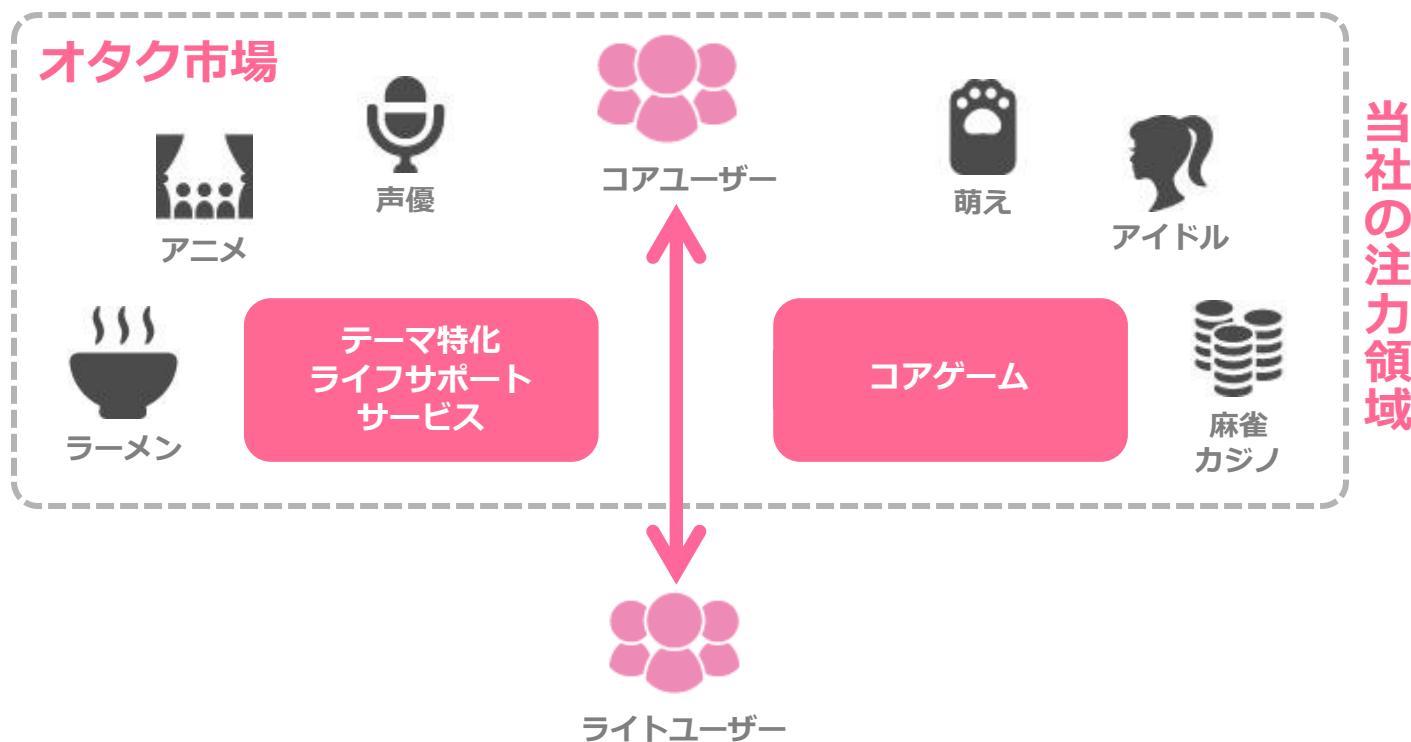 オタク市場
コアユーザー
声優
萌え
アニメ
アイドル
当社の注力領域
テーマ特化
ライフサポート
サービス
コアゲーム
ラーメン
麻雀
カジノ
ライトユーザー